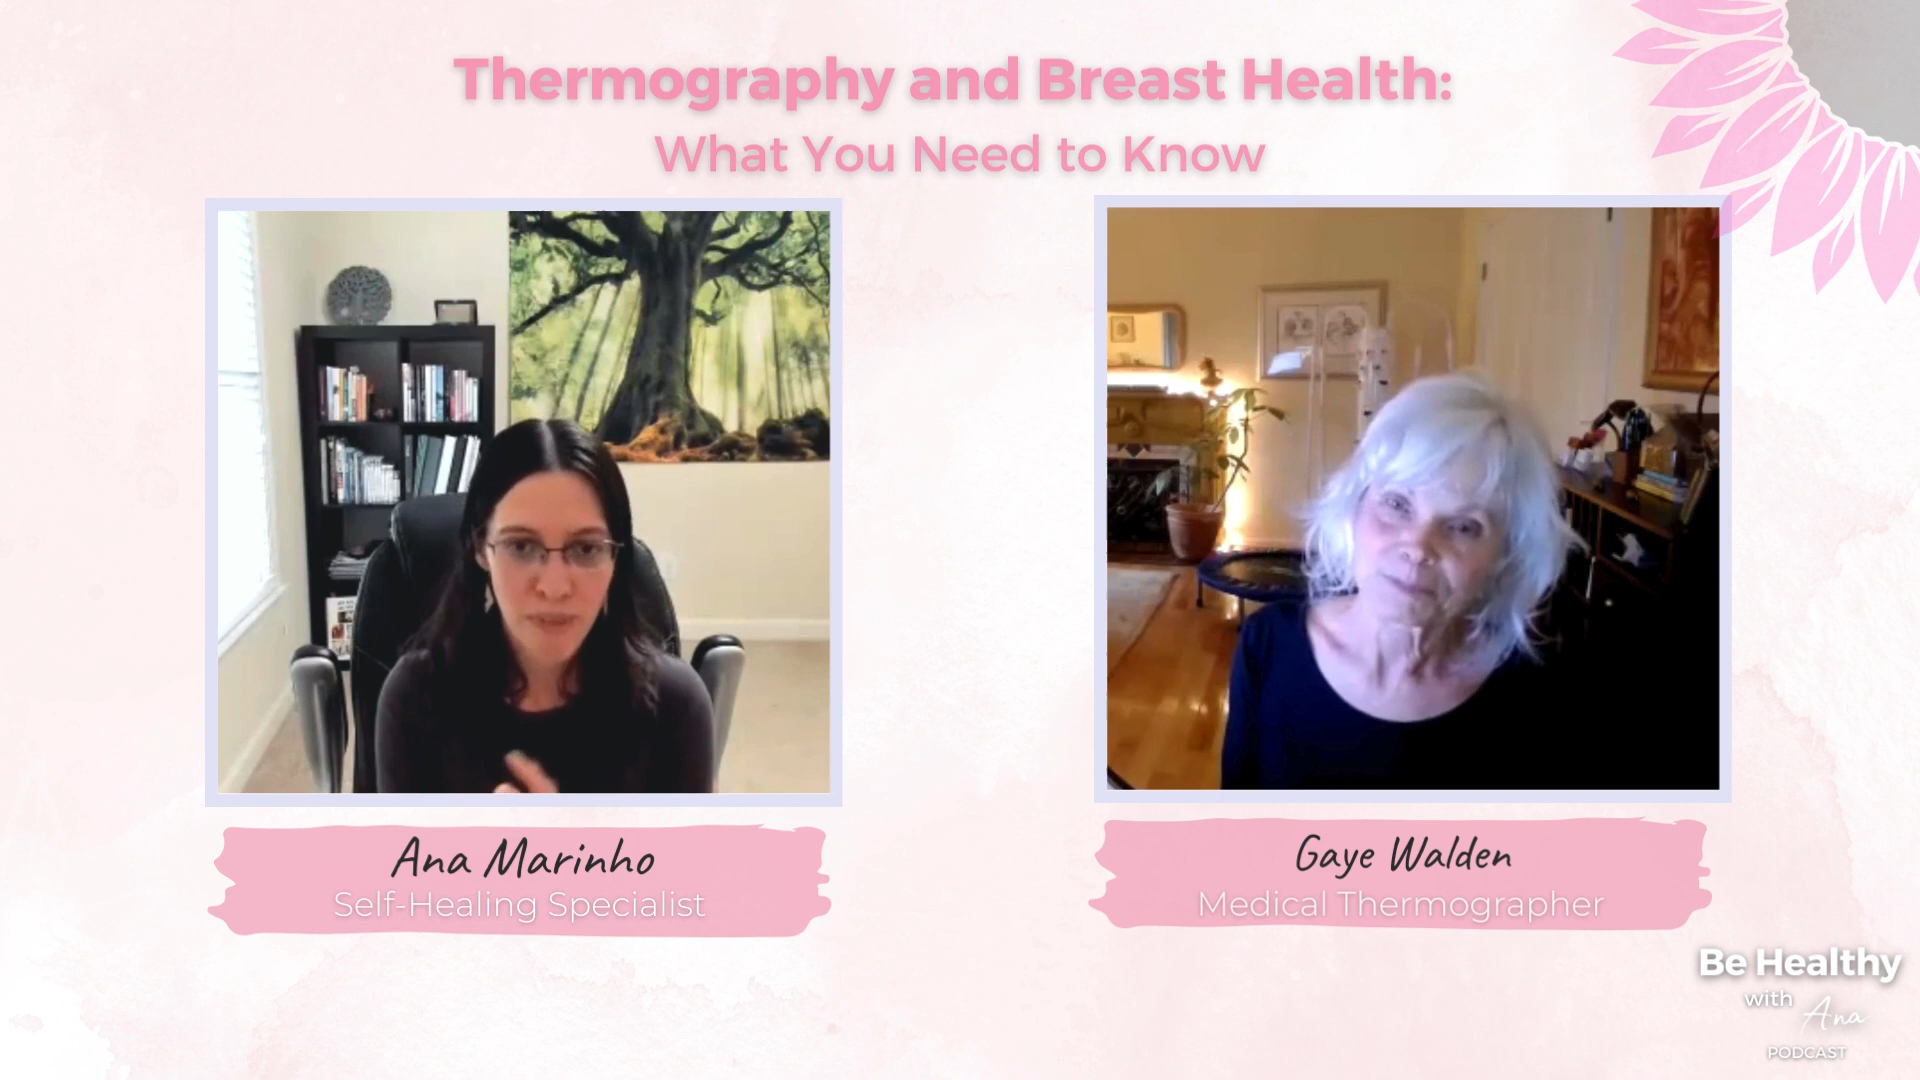 Thermography and Breast Health:
What You Need to Know
Ana Marinho
Self-Healing Specialist
Gaye Walden
Medical Thermographer
Be Healthy
with Ana
PODCAST